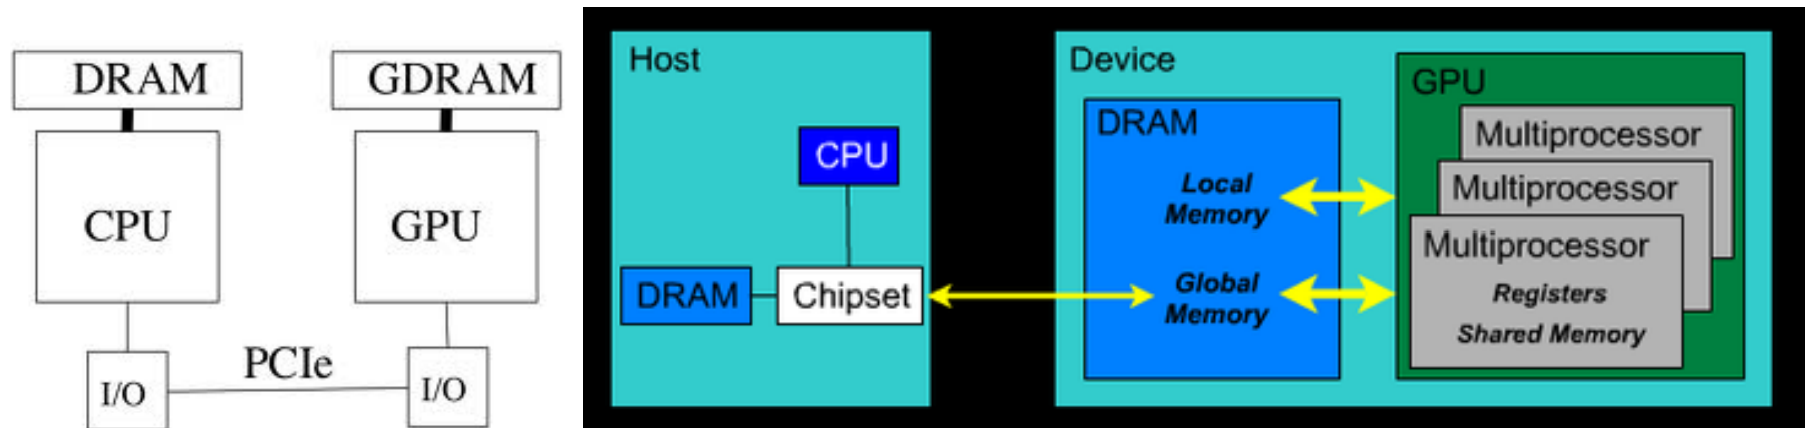 DRAM
GDRAM
CPU
GPU
PCIe
I/O
I/O
Host
CPU
DRAM
Chipset
Device
DRAM
Local
Memory
Global
Memory
GPU
Multiprocessor
Multiprocessor
Multiprocessor
Registers
Shared Memory